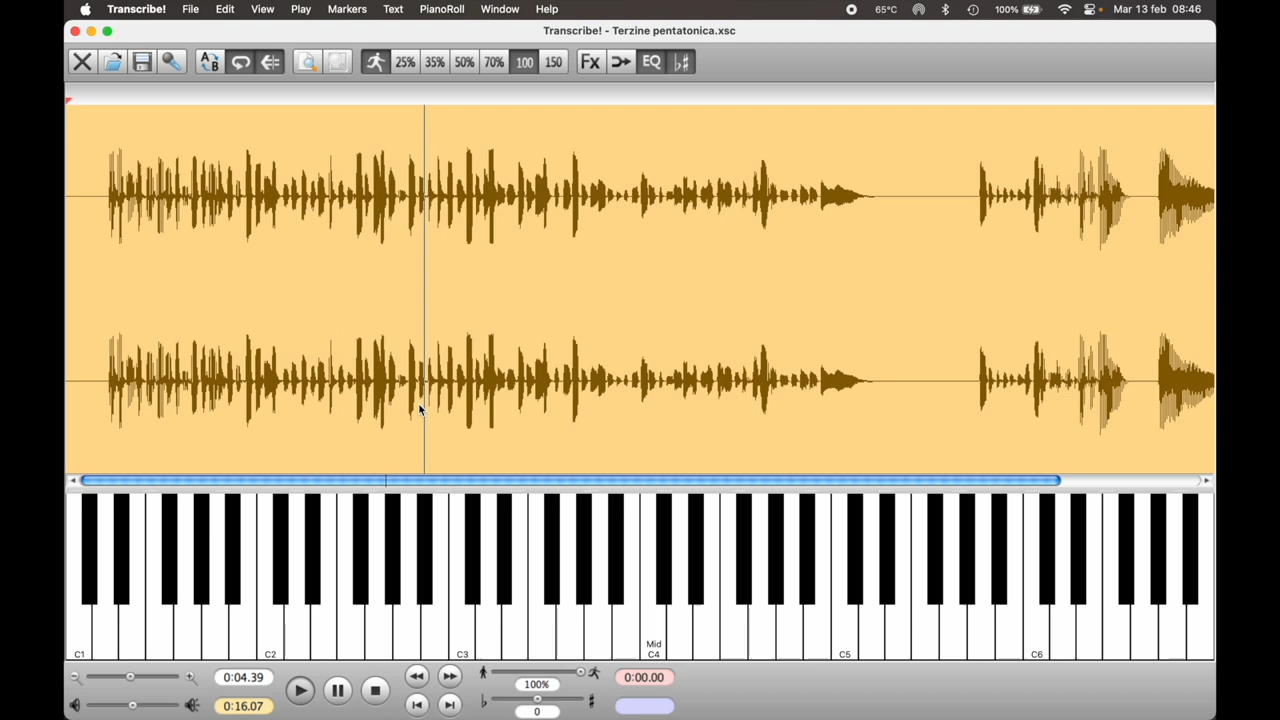 Transcribe! File Edit View Play Markers Text PianoRoll Window Help 65°C 100% Mar 13 feb 08:46
Transcribe! - Terzine pentatonica.xsc
A B 25% 35% 50% 70% 100 150 Fx EQ ♭♯
Mid
C1 C2 C3 C4 C5 C6
0:04.39 100% 0:00.00
0:16.07 ♭ 0 ♯